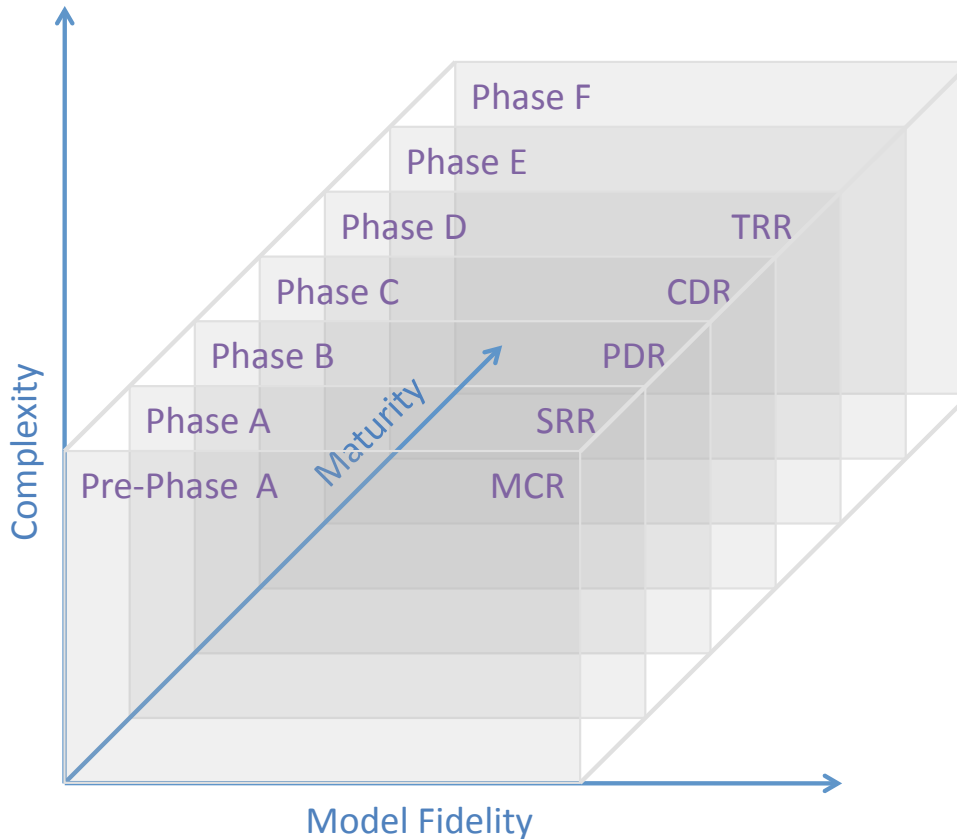 Phase F
Phase E
Phase D TRR
Phase C CDR
Phase B PDR
Phase A SRR
Pre-Phase A MCR
Maturity
Complexity
Model Fidelity